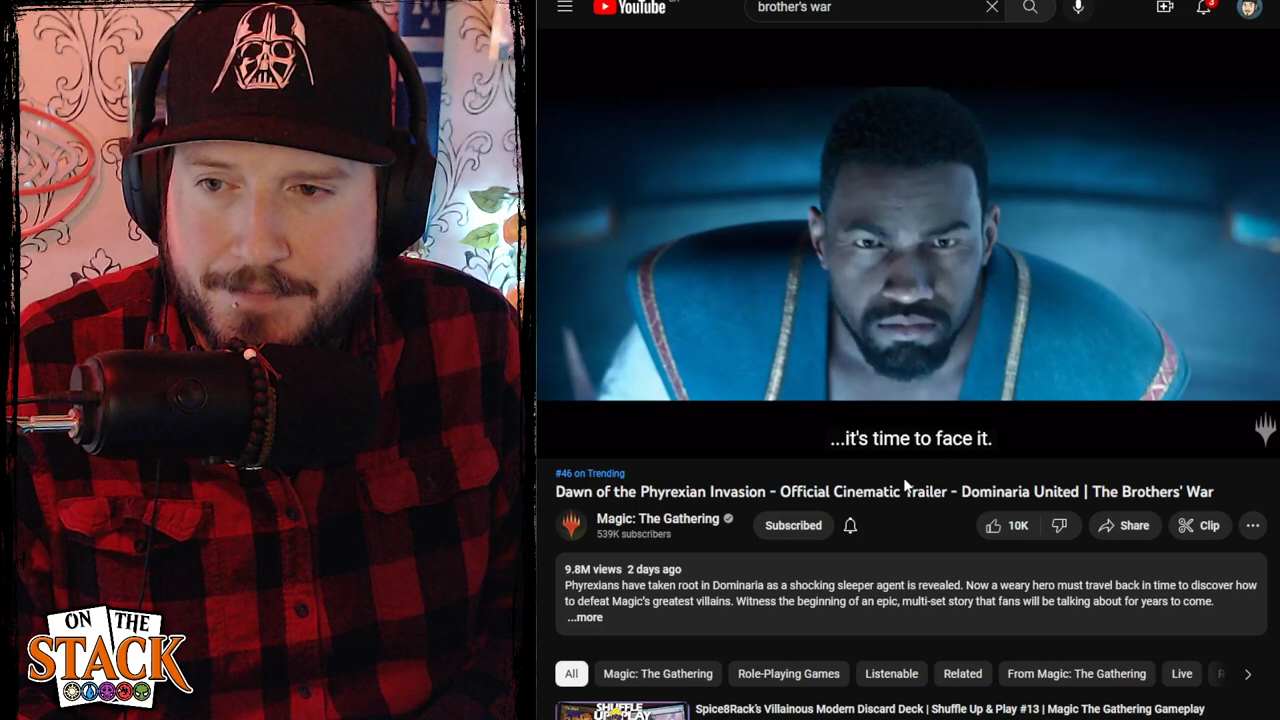 ON THE
STACK
YouTube
brother's war
3
...it's time to face it.
#46 on Trending
Dawn of the Phyrexian Invasion - Official Cinematic Trailer - Dominaria United | The Brothers' War
Magic: The Gathering
539K subscribers
Subscribed
10K
Share
Clip
9.8M views 2 days ago
Phyrexians have taken root in Dominaria as a shocking sleeper agent is revealed. Now a weary hero must travel back in time to discover how
to defeat Magic's greatest villains. Witness the beginning of an epic, multi-set story that fans will be talking about for years to come.
...more
All
Magic: The Gathering
Role-Playing Games
Listenable
Related
From Magic: The Gathering
Live
Spice8Rack's Villainous Modern Discard Deck | Shuffle Up & Play #13 | Magic The Gathering Gameplay
SHUFFLE
UP & PLAY